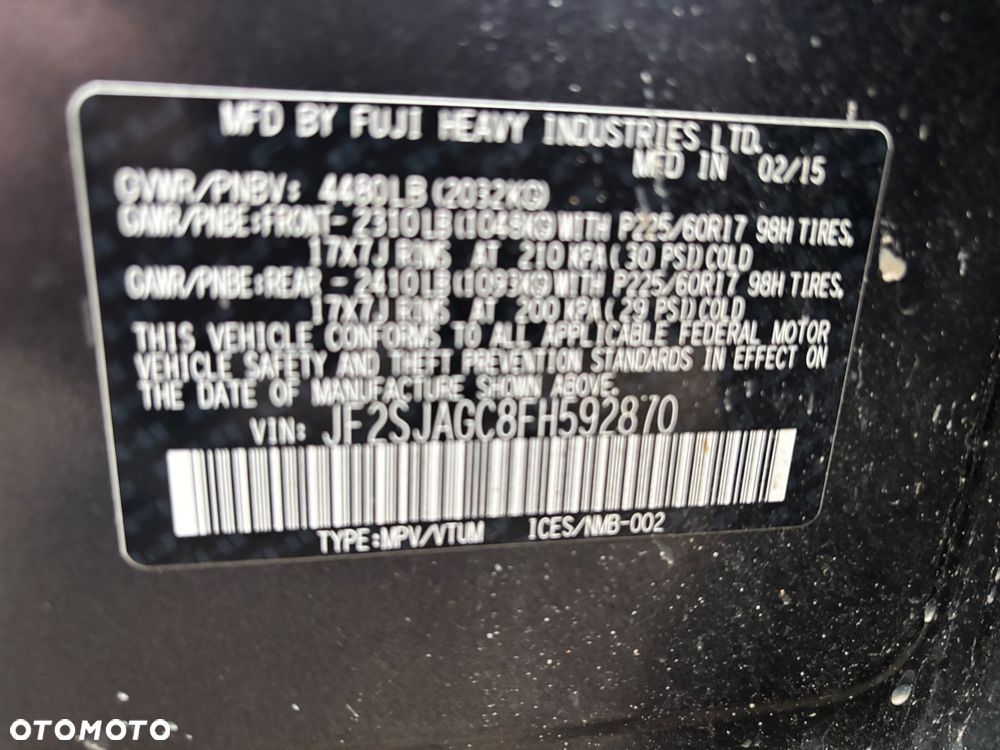 MFD BY FUJI HEAVY INDUSTRIES LTD.
MFD IN 02/15
GVWR/PNBV: 4480LB(2032KG)
GAWR/PNBE:FRONT-2310LB(1048KG)WITH P225/60R17 98H TIRES,
17X7J RIMS AT 210KPA(30 PSI)COLD
GAWR/PNBE:REAR -2410LB(1093KG)WITH P225/60R17 98H TIRES,
17X7J RIMS AT 200KPA(29 PSI)COLD
THIS VEHICLE CONFORMS TO ALL APPLICABLE FEDERAL MOTOR
VEHICLE SAFETY AND THEFT PREVENTION STANDARDS IN EFFECT ON
THE DATE OF MANUFACTURE SHOWN ABOVE.
VIN: JF2SJAGC8FH592870
TYPE:MPV/VTUM ICES/NMB-002
OTOMOTO